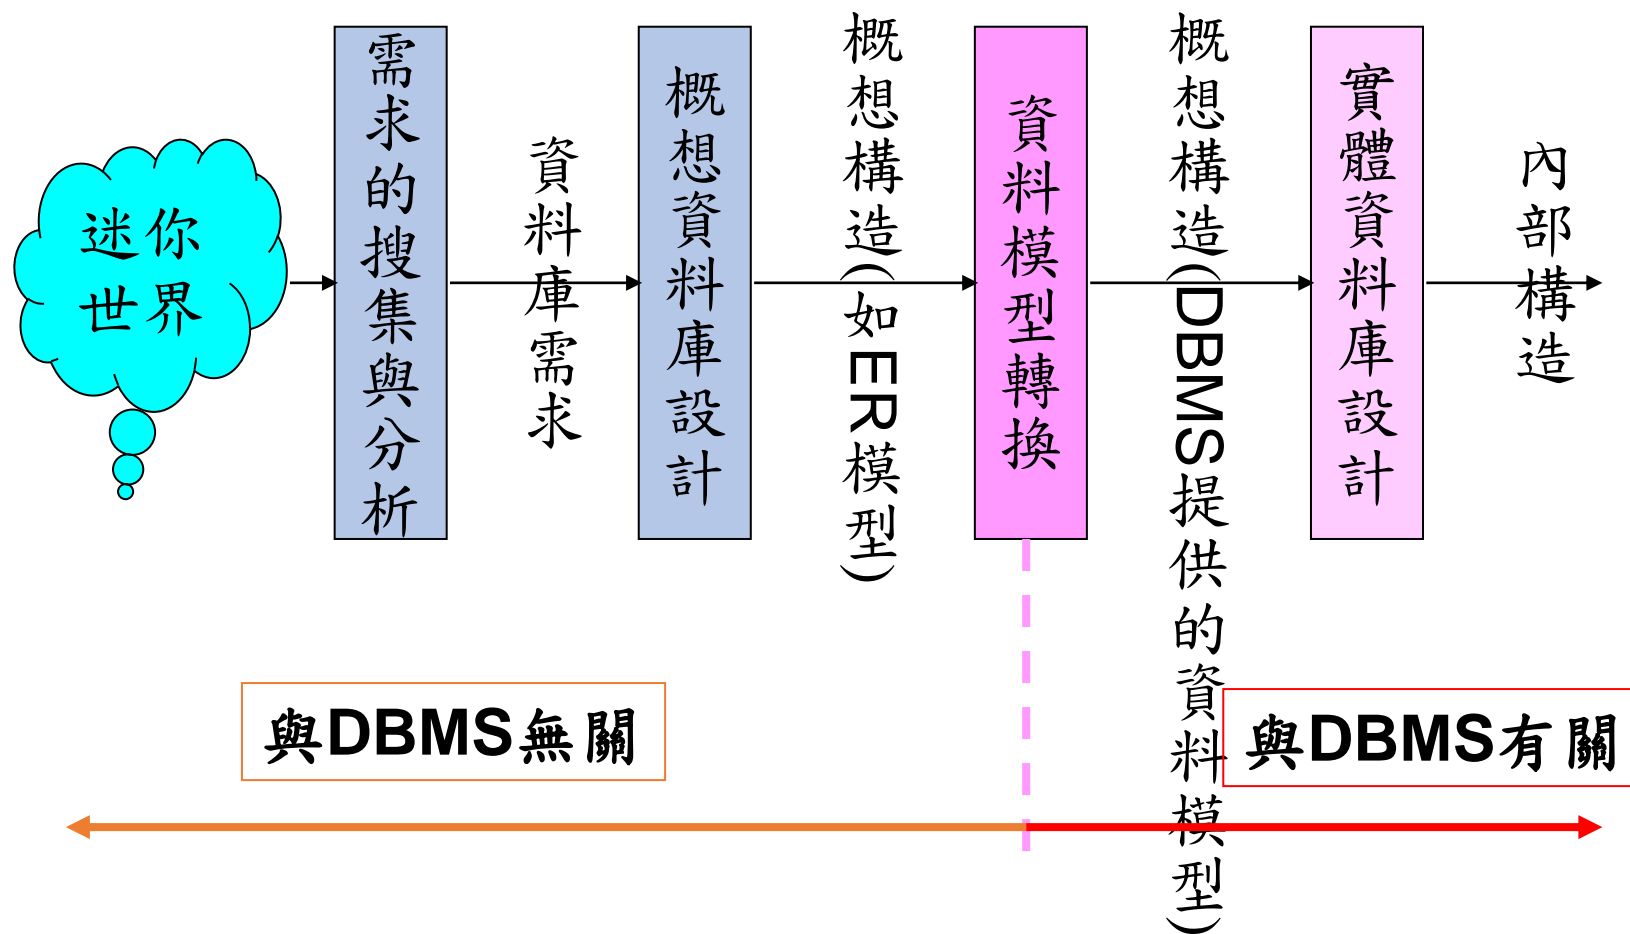 迷你
世界
需求的搜集與分析
資料庫需求
概想資料庫設計
概想構造(如ER模型)
資料模型轉換
概想構造(DBMS提供的資料模型)
實體資料庫設計
內部構造
與DBMS無關
與DBMS有關